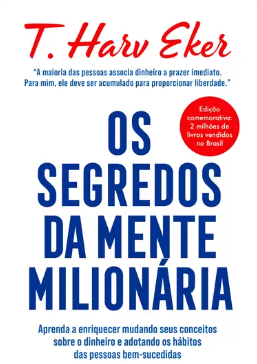 T. Harv Eker
"A maioria das pessoas associa dinheiro a prazer imediato.
Para mim, ele deve ser acumulado para proporcionar liberdade."
Edição
comemorativa:
2 milhões de
livros vendidos
no Brasil
OS
SEGREDOS
DA MENTE
MILIONÁRIA
Aprenda a enriquecer mudando seus conceitos
sobre o dinheiro e adotando os hábitos
das pessoas bem-sucedidas